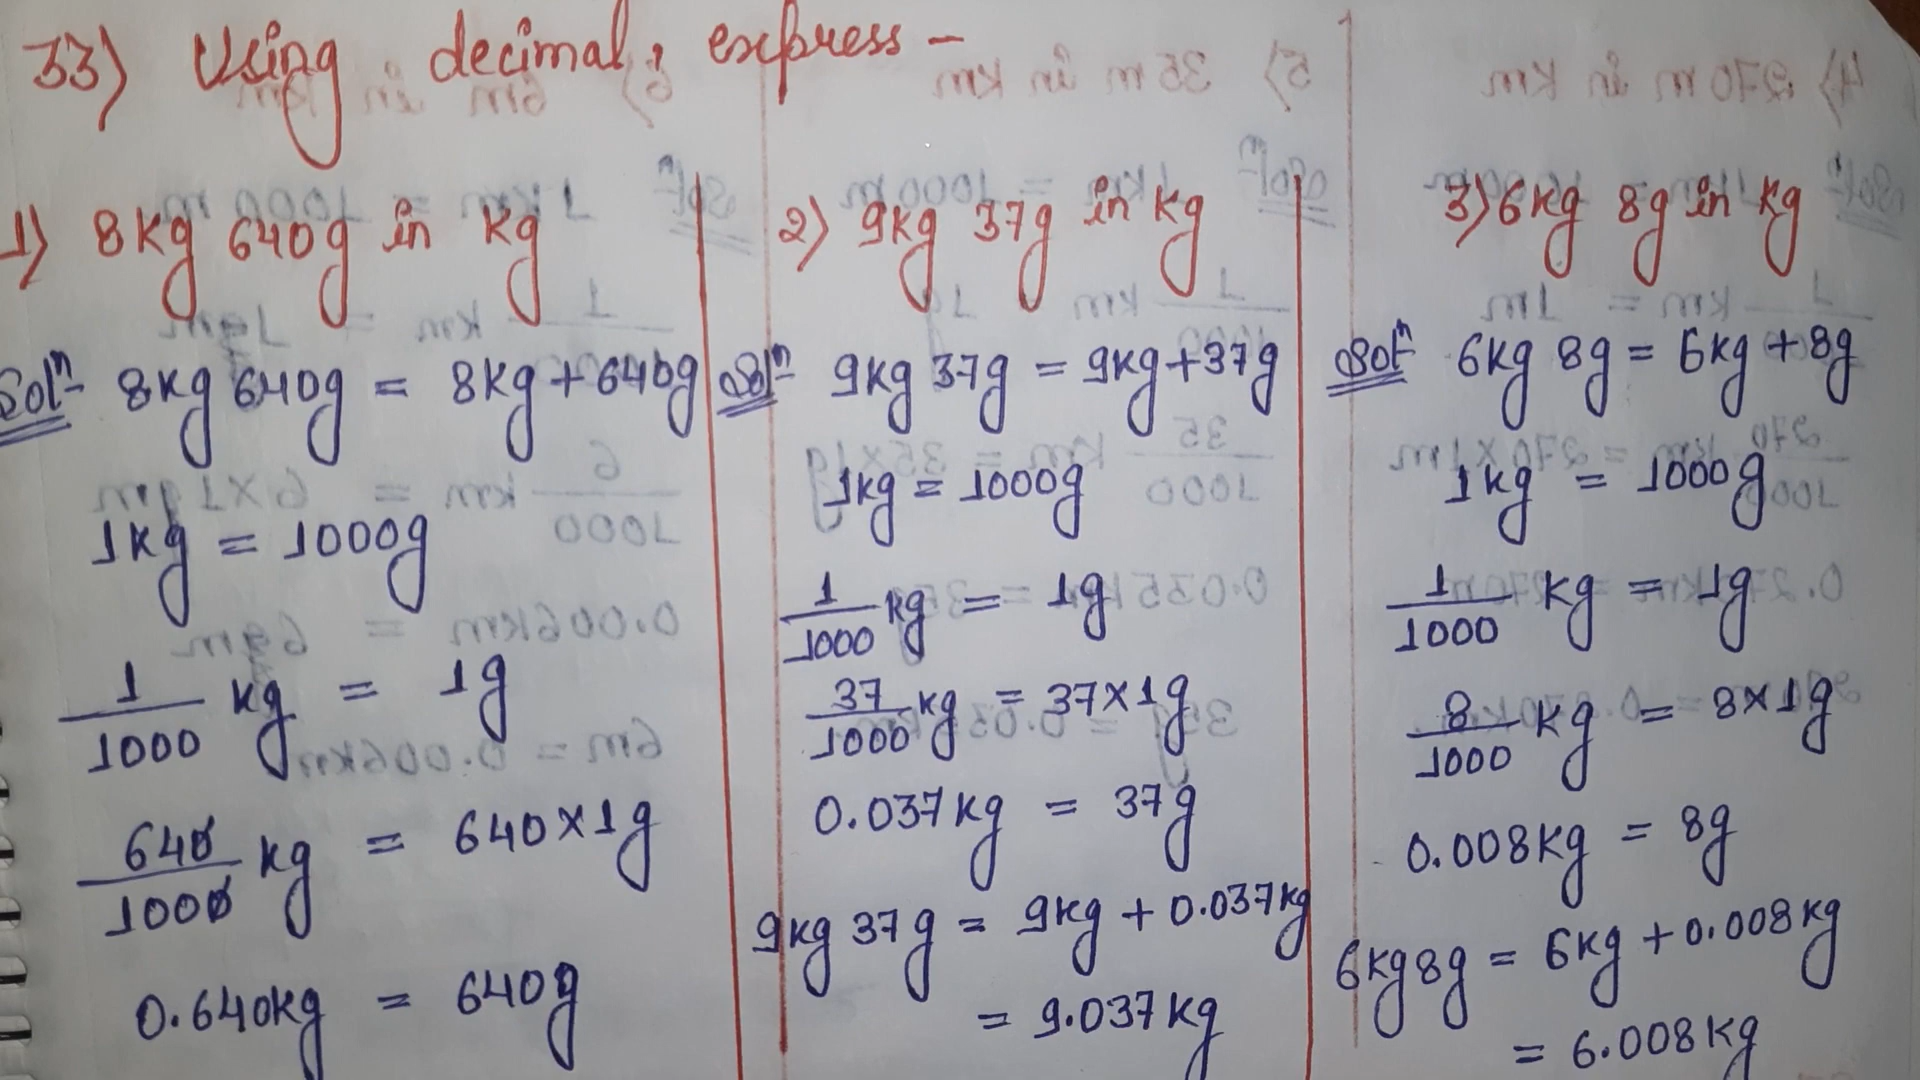 33) Using decimal, express -
1) 8kg 640g in kg
Solⁿ- 8kg 640g = 8kg + 640g
1kg = 1000g
1/1000 kg = 1g
640/1000 kg = 640×1g
0.640kg = 640g
2) 9kg 37g in kg
Solⁿ- 9kg 37g = 9kg + 37g
1kg = 1000g
1/1000 kg = 1g
37/1000 kg = 37×1g
0.037kg = 37g
9kg 37g = 9kg + 0.037kg
= 9.037kg
3) 6kg 8g in kg
Solⁿ- 6kg 8g = 6kg + 8g
1kg = 1000g
1/1000 kg = 1g
8/1000 kg = 8×1g
0.008kg = 8g
6kg8g = 6kg + 0.008kg
= 6.008kg